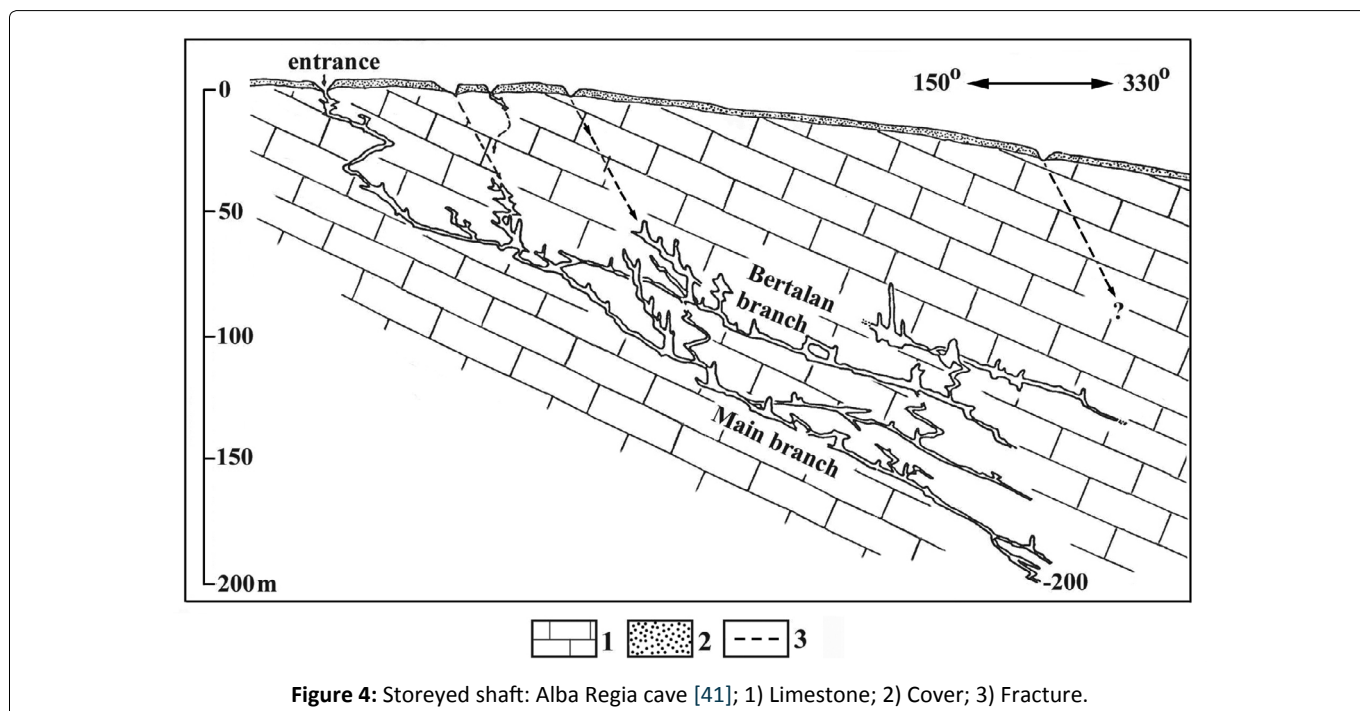 entrance
150° 330°
0
50
Bertalan
branch
?
100
Main branch
150
200 m
-200
1 2 3
Figure 4: Storeyed shaft: Alba Regia cave [41]; 1) Limestone; 2) Cover; 3) Fracture.